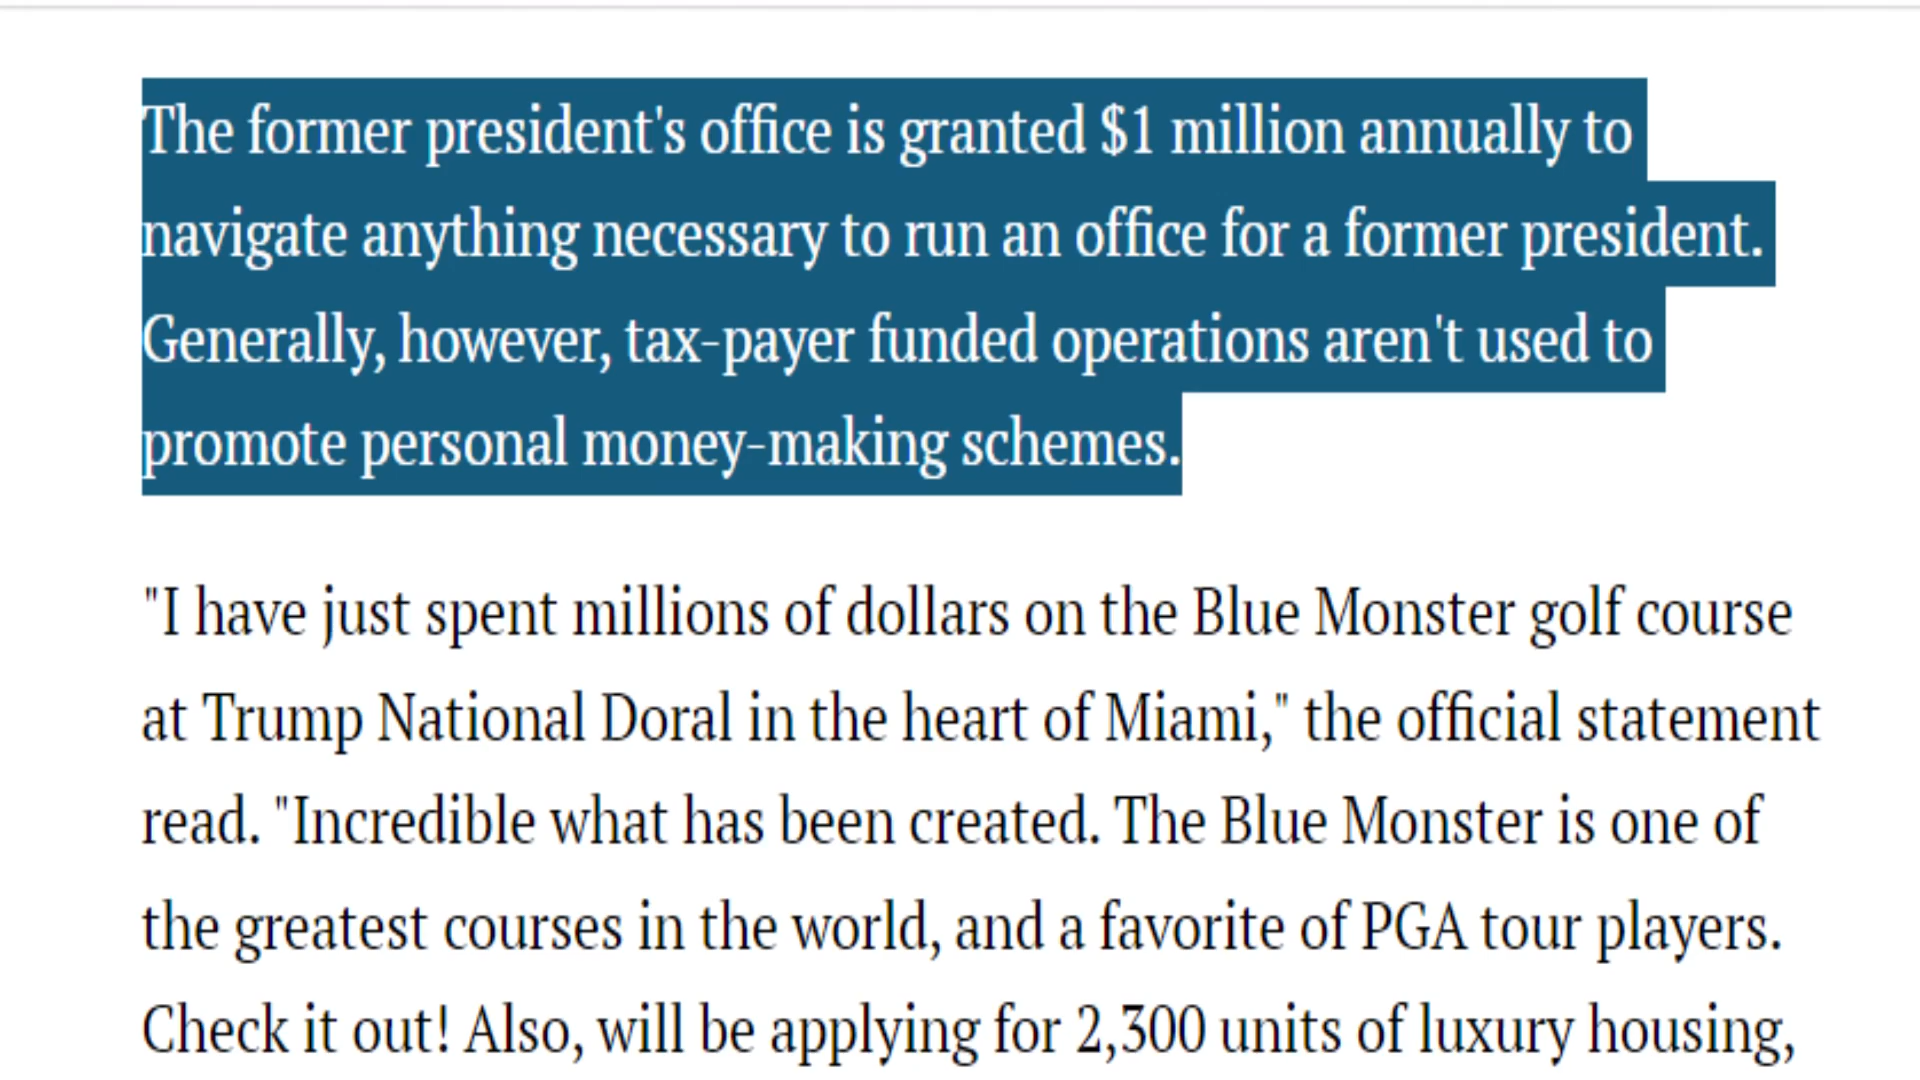 The former president's office is granted $1 million annually to
navigate anything necessary to run an office for a former president.
Generally, however, tax-payer funded operations aren't used to
promote personal money-making schemes.
"I have just spent millions of dollars on the Blue Monster golf course
at Trump National Doral in the heart of Miami," the official statement
read. "Incredible what has been created. The Blue Monster is one of
the greatest courses in the world, and a favorite of PGA tour players.
Check it out! Also, will be applying for 2,300 units of luxury housing,